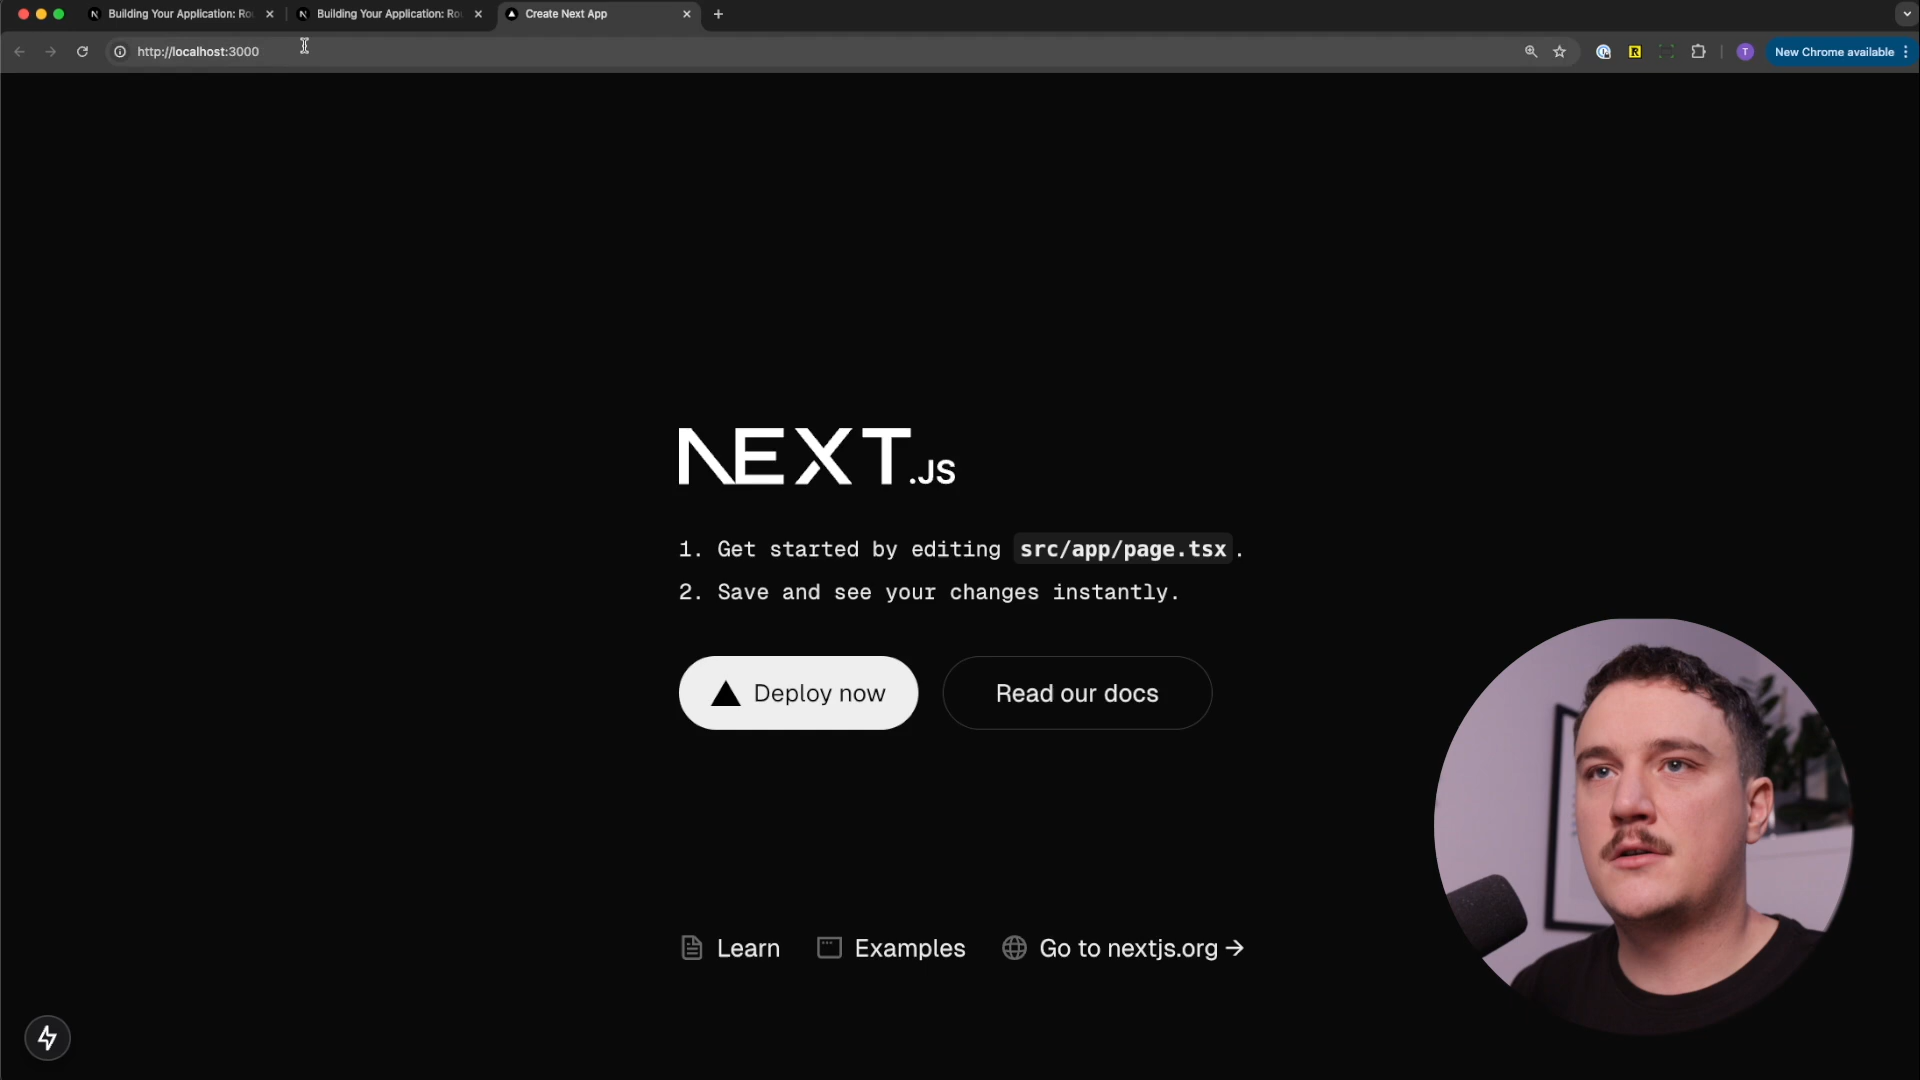 Building Your Application: Ro
Building Your Application: Ro
Create Next App
http://localhost:3000
R
T
New Chrome available
NEXT.JS
1. Get started by editing src/app/page.tsx.
2. Save and see your changes instantly.
Deploy now
Read our docs
Learn
Examples
Go to nextjs.org →